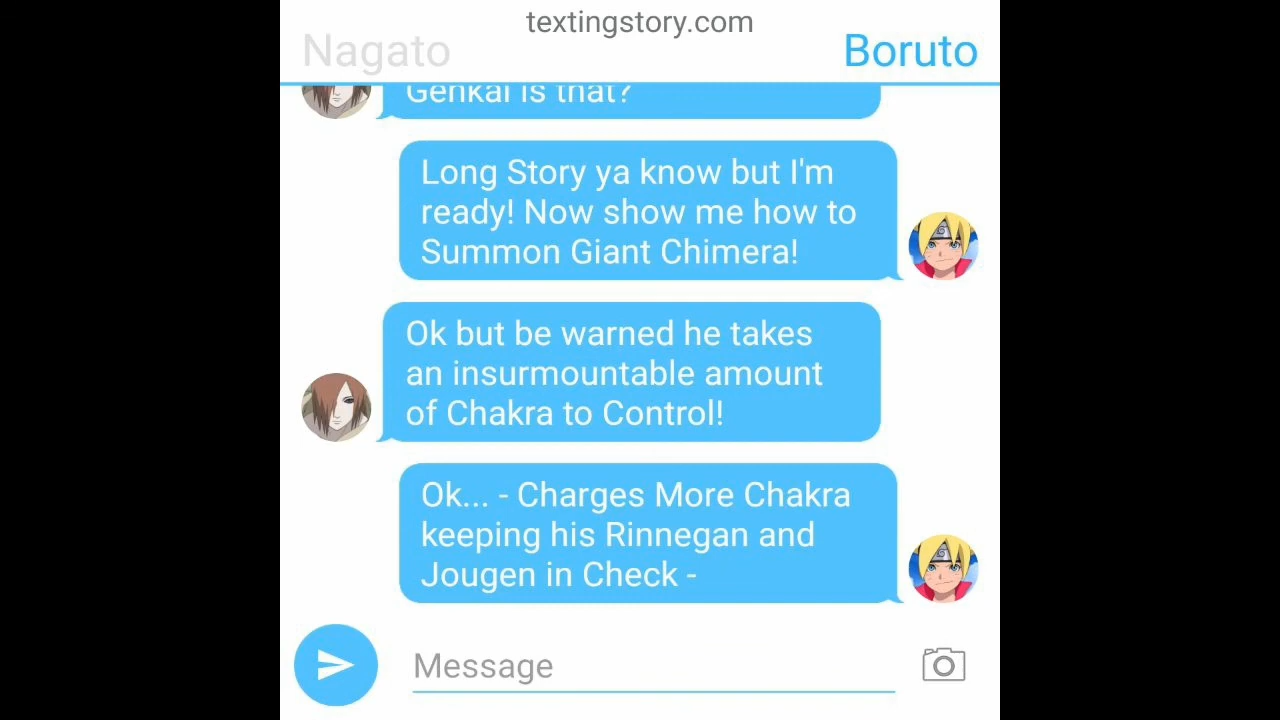 textingstory.com
Nagato
Boruto
Genkai is that?
Long Story ya know but I'm
ready! Now show me how to
Summon Giant Chimera!
Ok but be warned he takes
an insurmountable amount
of Chakra to Control!
Ok... - Charges More Chakra
keeping his Rinnegan and
Jougen in Check -
Message